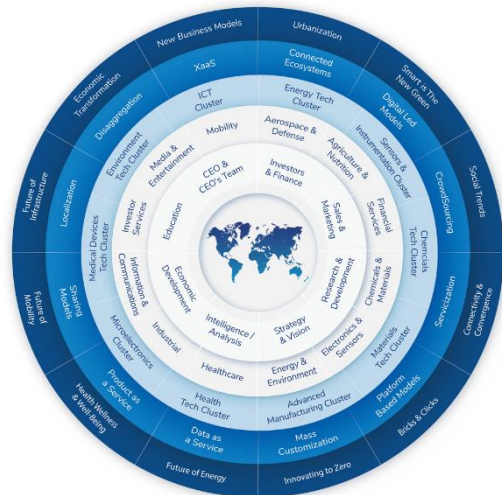 New Business Models
Urbanization
Smart is The
New Green
Social Trends
Connectivity &
Convergence
Bricks & Clicks
Innovating to Zero
Future of Energy
Health Wellness
& Well-Being
Future of
Mobility
Future of
Infrastructure
Economic
Transformation
XaaS
Connected
Ecosystems
Digital Led
Models
CrowdSourcing
Servicization
Platform
Based Models
Mass
Customization
Data as
a Service
Product as
a Service
Sharing
Models
Localization
Disaggregation
ICT
Cluster
Energy Tech
Cluster
Sensors &
Instrumentation Cluster
Chemcials
Tech Cluster
Materials
Tech Cluster
Advanced
Manufacturing Cluster
Health
Tech Cluster
Microelectronics
Cluster
Medical Devices
Tech Cluster
Environment
Tech Cluster
Mobility
Aerospace &
Defense
Agriculture &
Nutrition
Financial
Services
Chemicals &
Materials
Electronics &
Sensors
Energy &
Environment
Healthcare
Industrial
Information &
Communications
Investor
Services
Media &
Entertainment
CEO &
CEO's Team
Investors
& Finance
Sales &
Marketing
Research &
Development
Strategy
& Vision
Intelligence /
Analysis
Economic
Development
Education